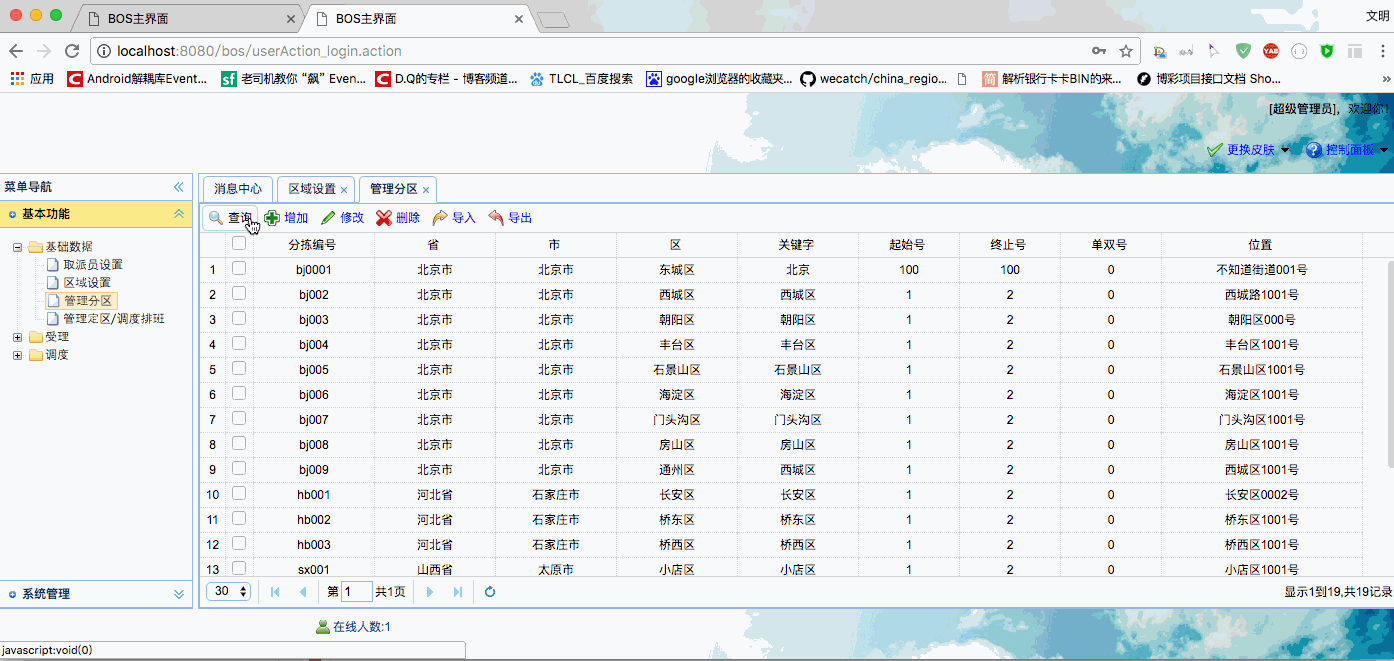 BOS主界面
BOS主界面
文明
localhost:8080/bos/userAction_login.action
应用 Android解耦库Event... 老司机教你“飙”Even... D.Q的专栏 - 博客频道... TLCL_百度搜索 google浏览器的收藏夹... wecatch/china_regio... 简 解析银行卡卡BIN的来... 博彩项目接口文档 Sho... »
[超级管理员], 欢迎你!
更换皮肤 控制面板
菜单导航
消息中心 区域设置 管理分区
基本功能
查询 增加 修改 删除 导入 导出
基础数据
取派员设置
区域设置
管理分区
管理定区/调度排班
受理
调度
分拣编号 省 市 区 关键字 起始号 终止号 单双号 位置
1 bj0001 北京市 北京市 东城区 北京 100 100 0 不知道街道001号
2 bj002 北京市 北京市 西城区 西城区 1 2 0 西城路1001号
3 bj003 北京市 北京市 朝阳区 朝阳区 1 2 0 朝阳区000号
4 bj004 北京市 北京市 丰台区 丰台区 1 2 0 丰台区1001号
5 bj005 北京市 北京市 石景山区 石景山区 1 2 0 石景山区1001号
6 bj006 北京市 北京市 海淀区 海淀区 1 2 0 海淀区1001号
7 bj007 北京市 北京市 门头沟区 门头沟区 1 2 0 门头沟区1001号
8 bj008 北京市 北京市 房山区 房山区 1 2 0 房山区1001号
9 bj009 北京市 北京市 通州区 西城区 1 2 0 西城区1001号
10 hb001 河北省 石家庄市 长安区 长安区 1 2 0 长安区0002号
11 hb002 河北省 石家庄市 桥东区 桥东区 1 2 0 桥东区1001号
12 hb003 河北省 石家庄市 桥西区 桥西区 1 2 0 桥西区1001号
13 sx001 山西省 太原市 小店区 小店区 1 2 0 小店区1001号
系统管理
30 第 1 共1页 显示1到19,共19记录
在线人数:1
javascript:void(0)